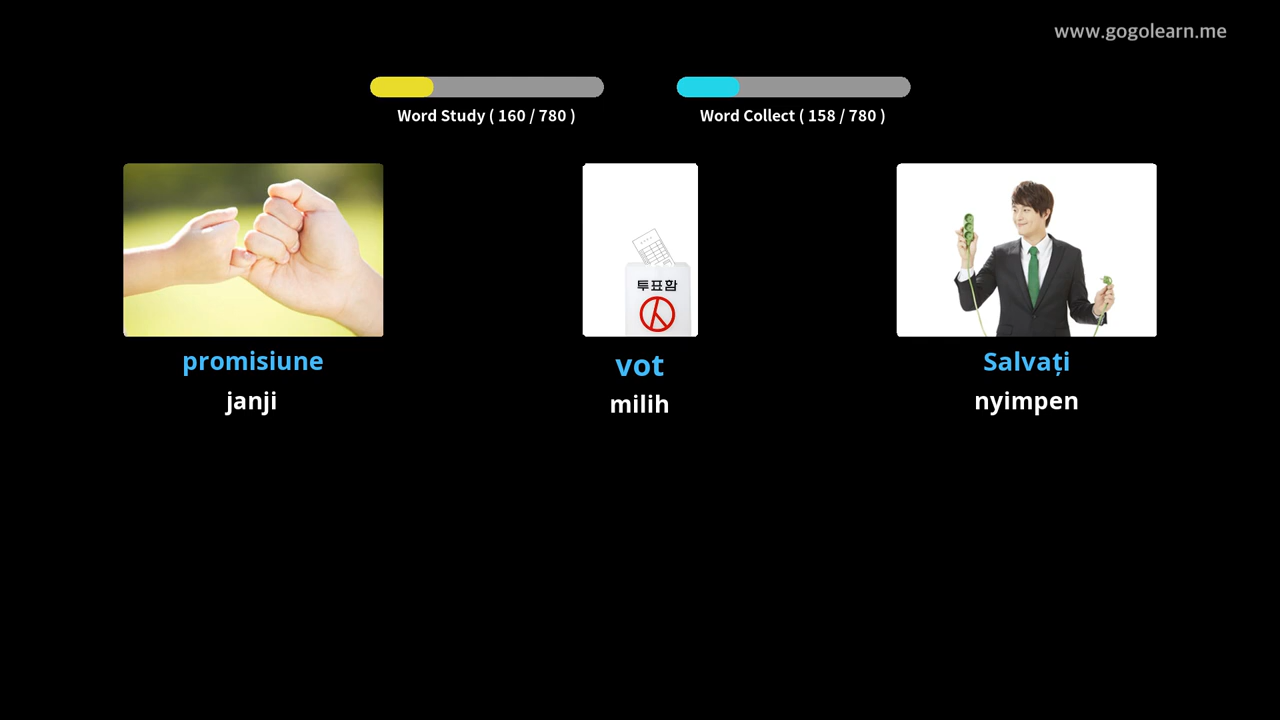 www.gogolearn.me
Word Study ( 160 / 780 )
Word Collect ( 158 / 780 )
투표함
promisiune
janji
vot
milih
Salvați
nyimpen